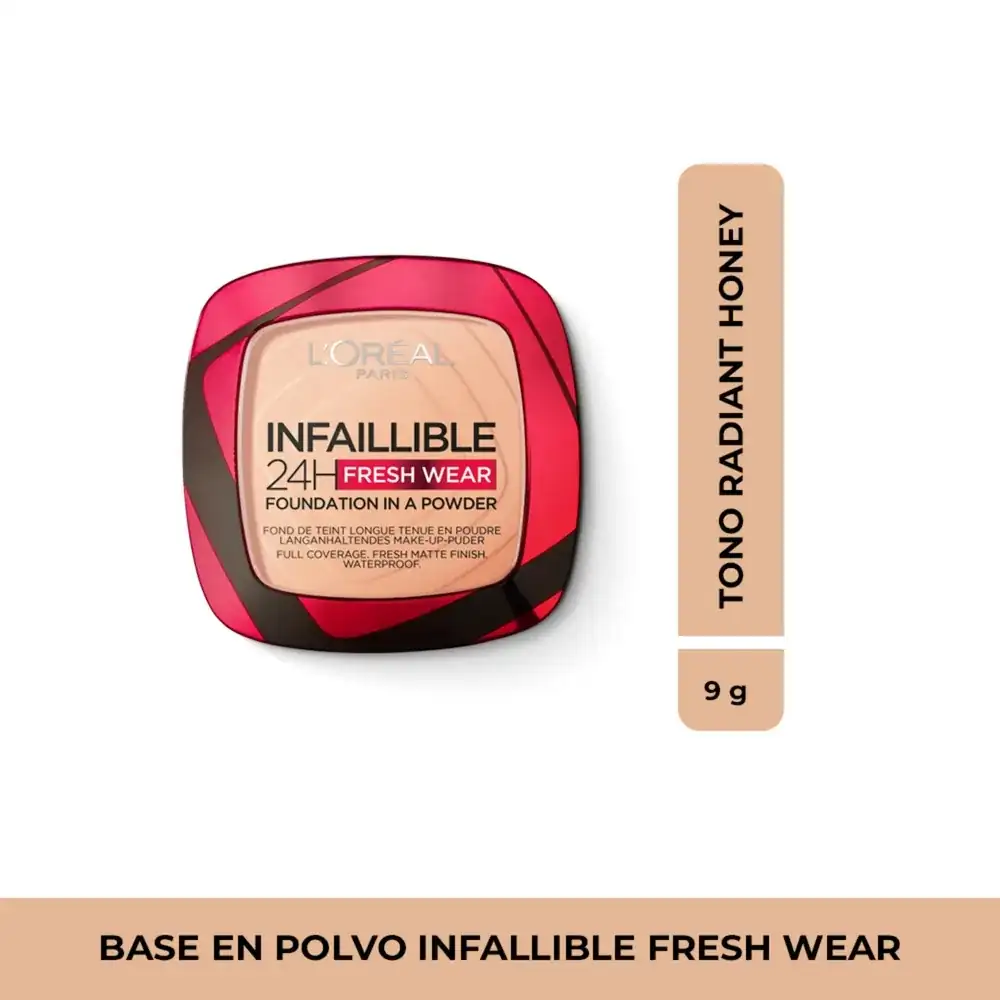 L'ORÉAL
PARIS
INFAILLIBLE
24H FRESH WEAR
FOUNDATION IN A POWDER
FOND DE TEINT LONGUE TENUE EN POUDRE
LANGANHALTENDES MAKE-UP-PUDER
FULL COVERAGE. FRESH MATTE FINISH.
WATERPROOF.
TONO RADIANT HONEY
9 g
BASE EN POLVO INFALLIBLE FRESH WEAR